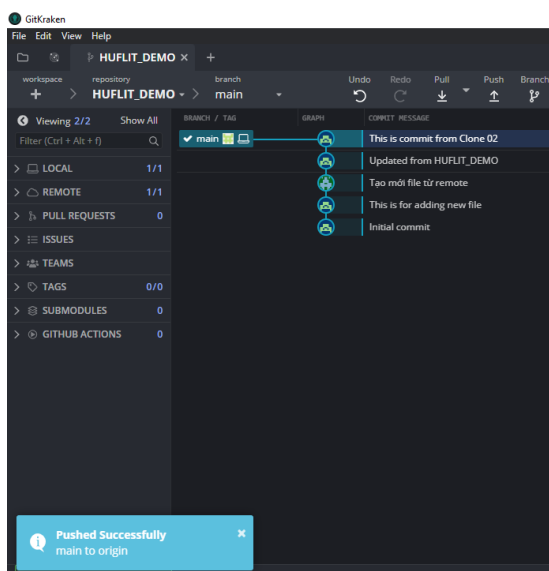 GitKraken
File Edit View Help
HUFLIT_DEMO × +
workspace repository branch Undo Redo Pull Push Branch
+ > HUFLIT_DEMO > main
Viewing 2/2 Show All BRANCH / TAG GRAPH COMMIT MESSAGE
Filter (Ctrl + Alt + f) main This is commit from Clone 02
Updated from HUFLIT_DEMO
LOCAL 1/1
Tạo mới file từ remote
REMOTE 1/1
This is for adding new file
PULL REQUESTS 0
Initial commit
ISSUES
TEAMS
TAGS 0/0
SUBMODULES 0
GITHUB ACTIONS 0
Pushed Successfully ×
main to origin